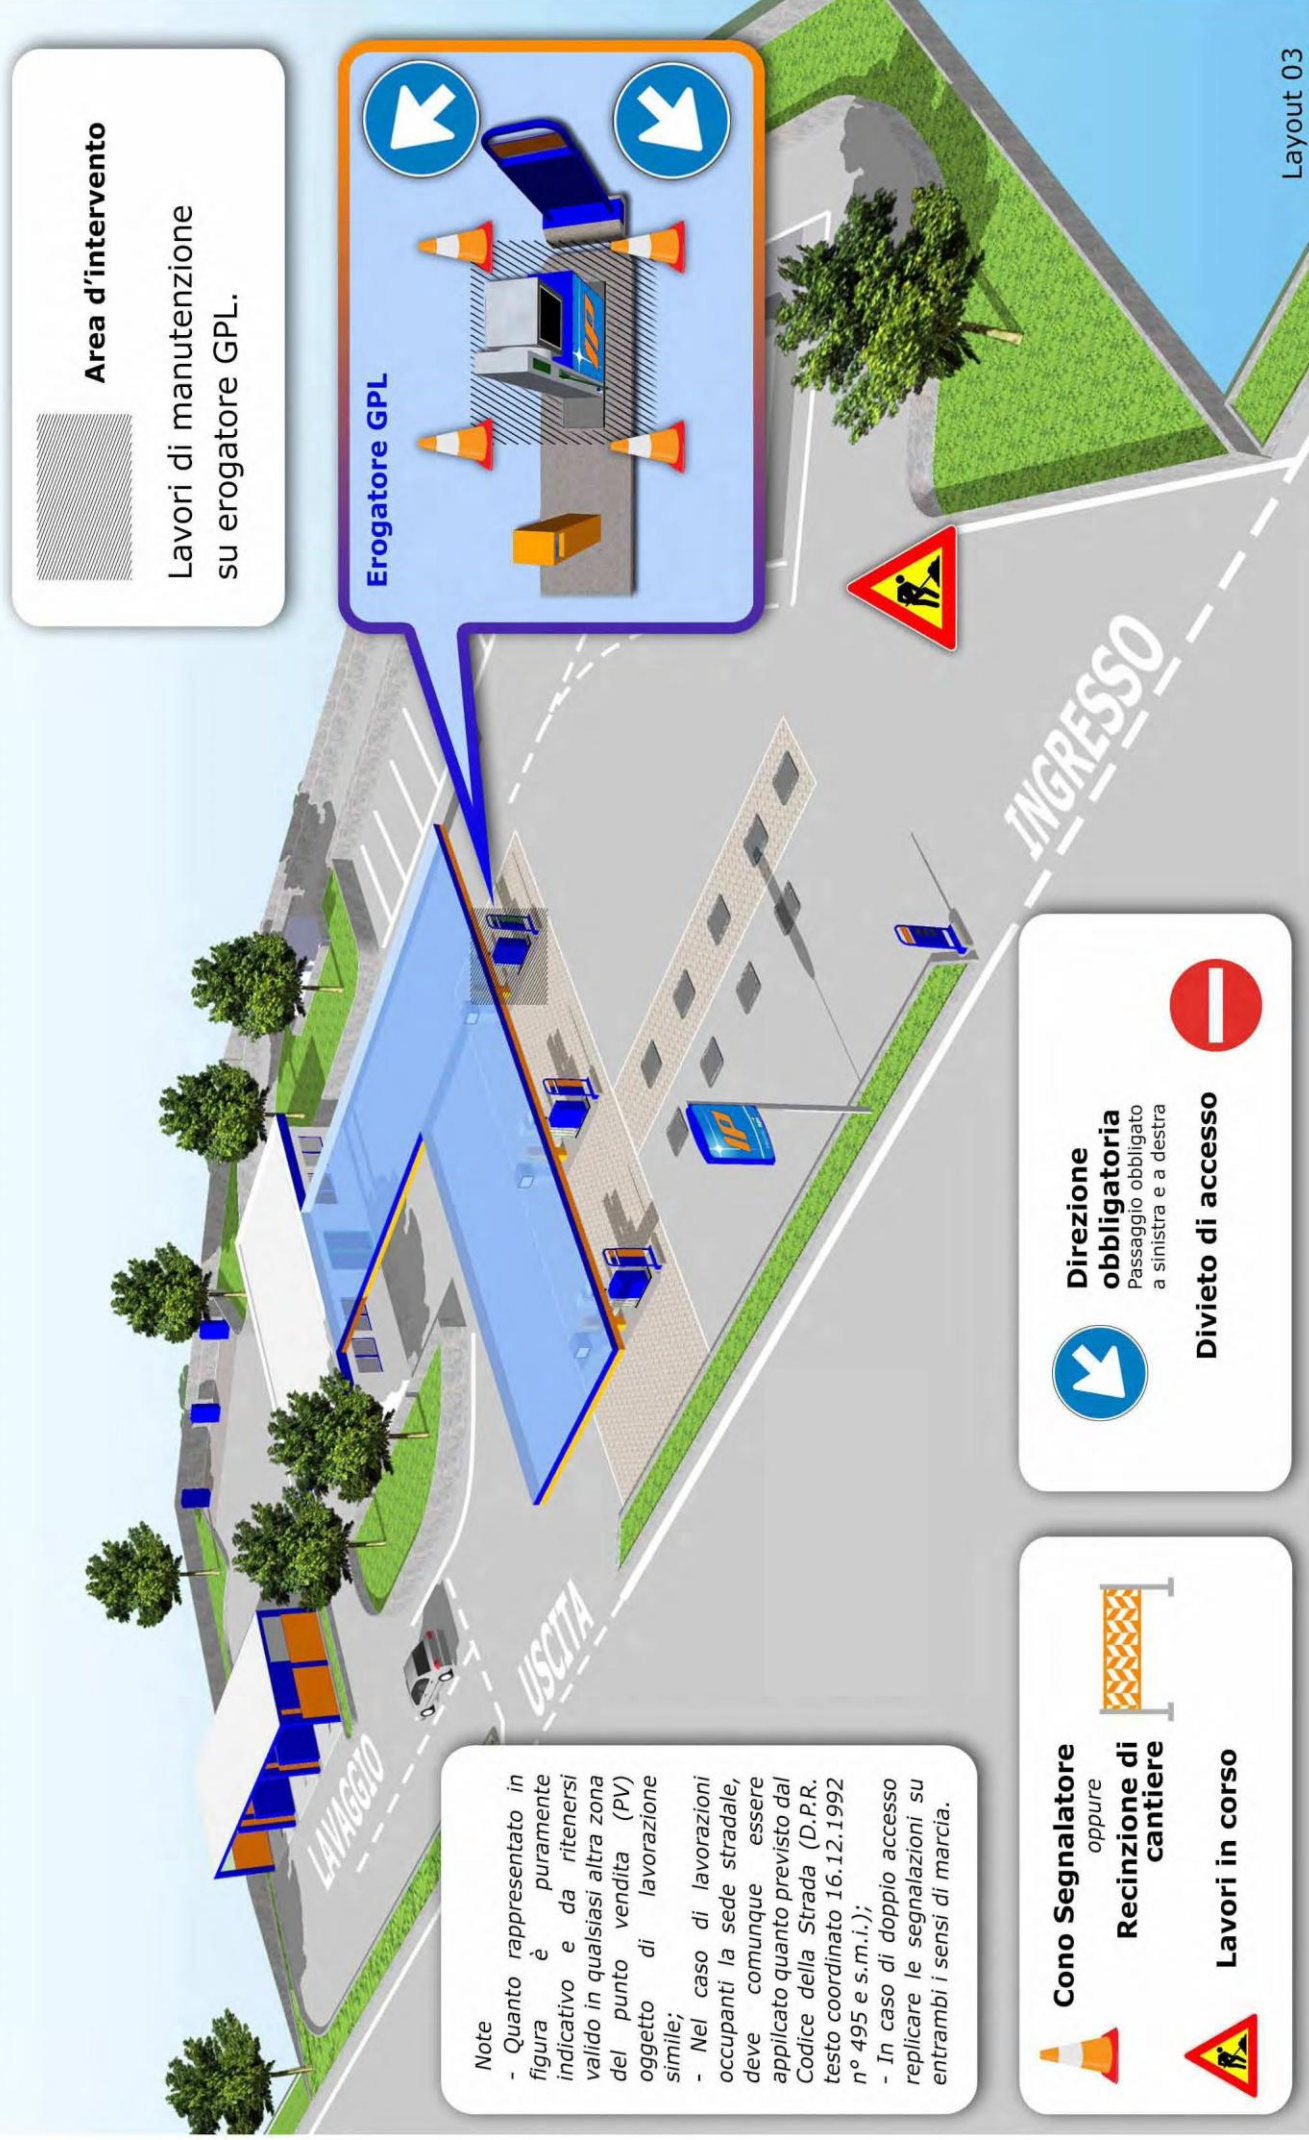 Area d'intervento
Lavori di manutenzione
su erogatore GPL.
Erogatore GPL
IP
IP
LAVAGGIO
USCITA
INGRESSO
Note
- Quanto rappresentato in
figura è puramente
indicativo e da ritenersi
valido in qualsiasi altra zona
del punto vendita (PV)
oggetto di lavorazione
simile;
- Nel caso di lavorazioni
occupanti la sede stradale,
deve comunque essere
appilcato quanto previsto dal
Codice della Strada (D.P.R.
testo coordinato 16.12.1992
n° 495 e s.m.i.);
- In caso di doppio accesso
replicare le segnalazioni su
entrambi i sensi di marcia.
Cono Segnalatore
oppure
Recinzione di
cantiere
Lavori in corso
Direzione
obbligatoria
Passaggio obbligato
a sinistra e a destra
Divieto di accesso
Layout 03